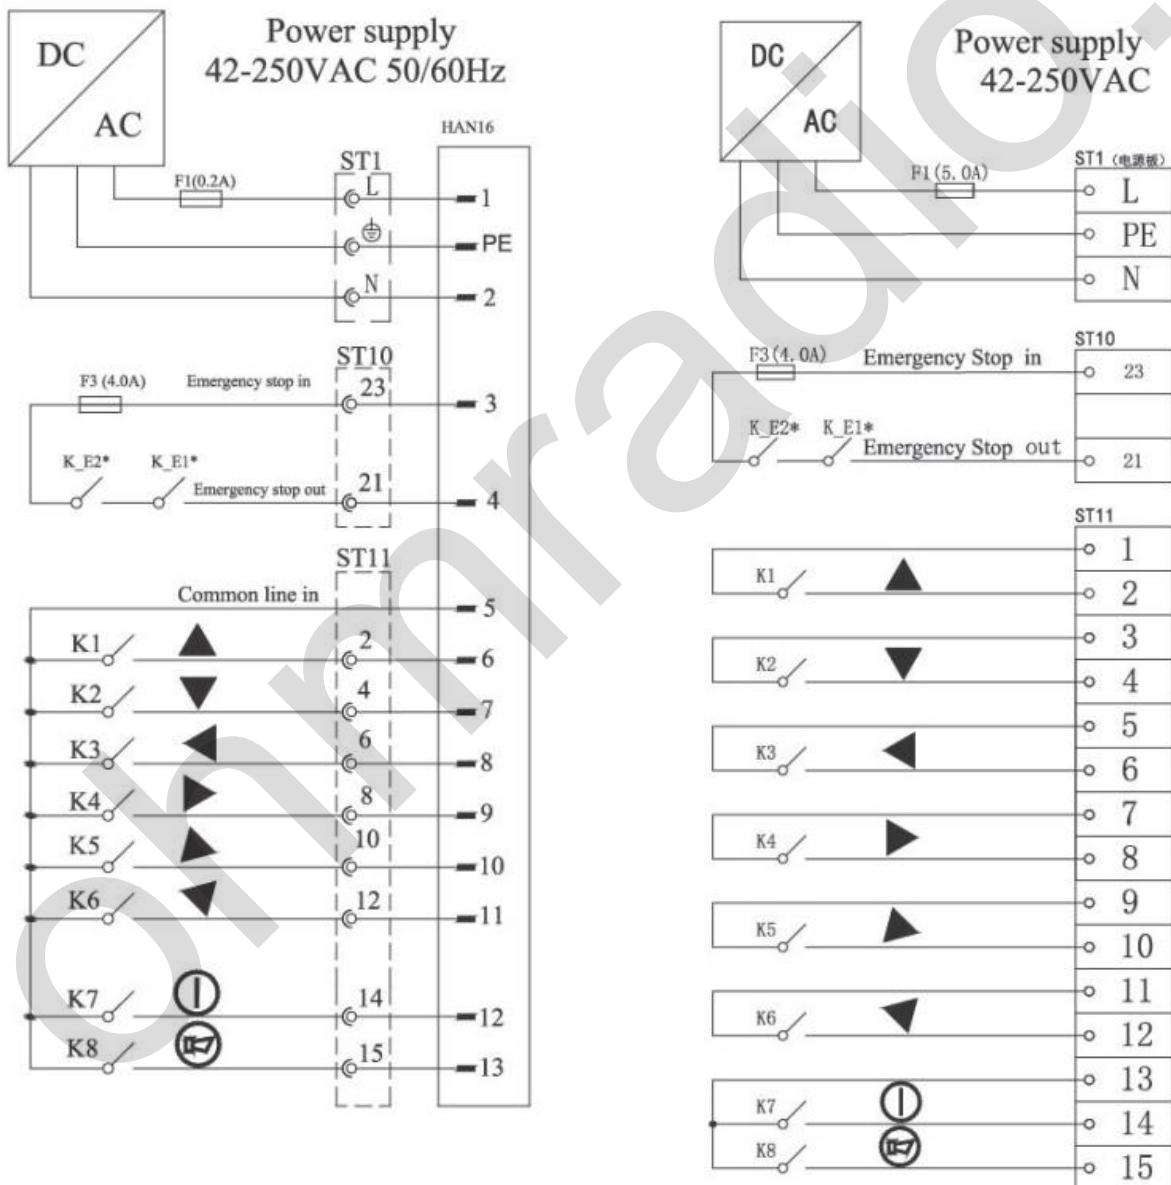 DC
AC
Power supply
42-250VAC 50/60Hz
HAN16
ST1
F1(0.2A)
L
1
PE
N
2
ST10
F3 (4.0A)
Emergency stop in
23
3
K_E2*
K_E1*
Emergency stop out
21
4
ST11
Common line in
5
K1
2
6
K2
4
7
K3
6
8
K4
8
9
K5
10
10
K6
12
11
K7
14
12
K8
15
13
DC
AC
Power supply
42-250VAC
ST1 (电源板)
F1(5.0A)
L
PE
N
ST10
F3(4.0A)
Emergency Stop in
23
K_E2*
K_E1*
Emergency Stop out
21
ST11
1
K1
2
3
K2
4
5
K3
6
7
K4
8
9
K5
10
11
K6
12
13
K7
14
K8
15
ohmradio.